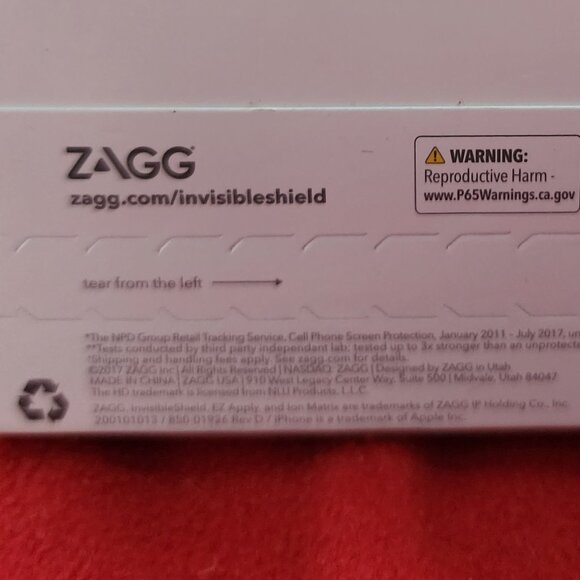 ZAGG
zagg.com/invisibleshield
WARNING:
Reproductive Harm -
www.P65Warnings.ca.gov
tear from the left
*The NPD Group Retail Tracking Service, Cell Phone Screen Protection, January 2011 - July 2017, un
**Tests conducted by third party independent lab; tested up to 3x stronger than an unprotecte
Shipping and handling fees apply. See zagg.com for details.
©2017 ZAGG Inc | All Rights Reserved | NASDAQ: ZAGG | Designed by ZAGG in Utah
MADE IN CHINA | ZAGG USA | 910 West Legacy Center Way, Suite 500 | Midvale, Utah 84047
The HD trademark is licensed from NLU Products, L.L.C.
ZAGG, InvisibleShield, EZ Apply, and Ion Matrix are trademarks of ZAGG IP Holding Co., Inc.
200101013 / BS0-01926 Rev D / iPhone is a trademark of Apple Inc.